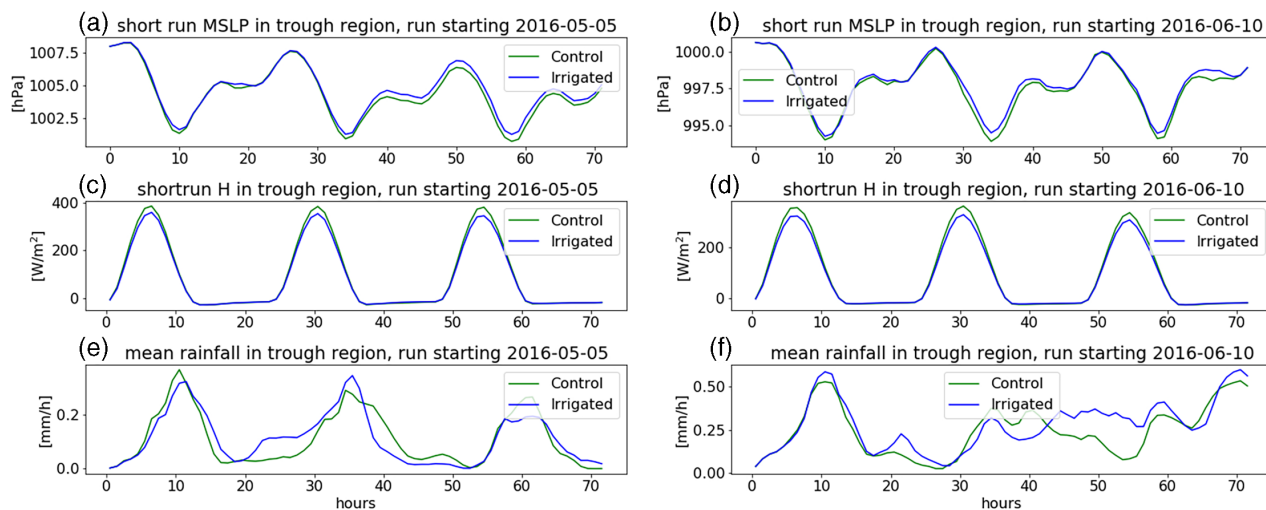 (a) short run MSLP in trough region, run starting 2016-05-05
[hPa]
1007.5
1005.0
1002.5
Control
Irrigated
0 10 20 30 40 50 60 70
(b) short run MSLP in trough region, run starting 2016-06-10
[hPa]
1000.0
997.5
995.0
Control
Irrigated
0 10 20 30 40 50 60 70
(c) shortrun H in trough region, run starting 2016-05-05
[W/m²]
400
200
0
Control
Irrigated
0 10 20 30 40 50 60 70
(d) shortrun H in trough region, run starting 2016-06-10
[W/m²]
200
0
Control
Irrigated
0 10 20 30 40 50 60 70
(e) mean rainfall in trough region, run starting 2016-05-05
[mm/h]
0.2
0.0
Control
Irrigated
0 10 20 30 40 50 60 70
hours
(f) mean rainfall in trough region, run starting 2016-06-10
[mm/h]
0.50
0.25
0.00
Control
Irrigated
0 10 20 30 40 50 60 70
hours